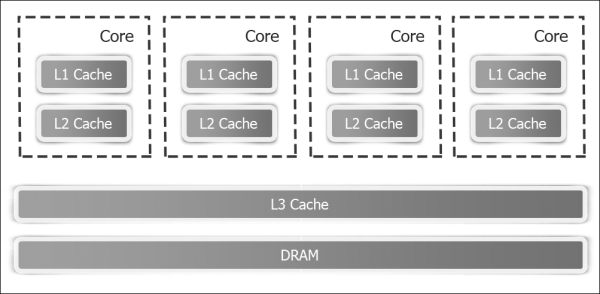 Core Core Core Core
L1 Cache L1 Cache L1 Cache L1 Cache
L2 Cache L2 Cache L2 Cache L2 Cache
L3 Cache
DRAM